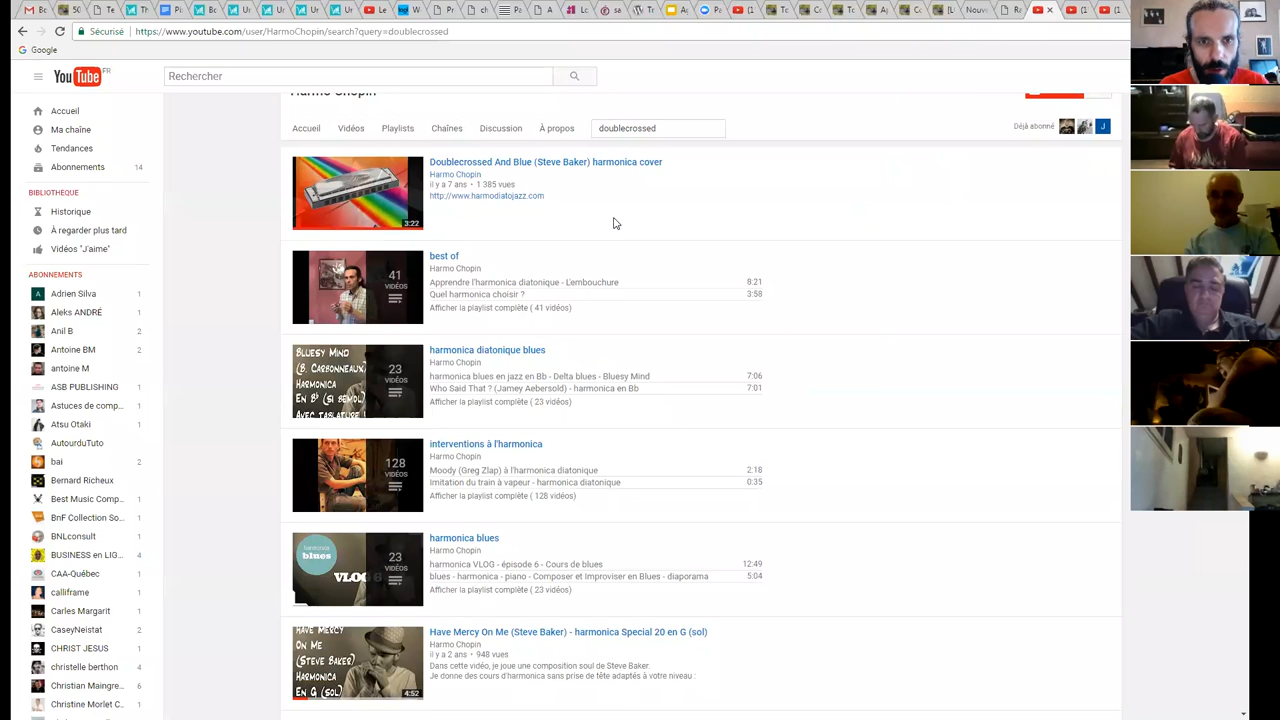 Sécurisé https://www.youtube.com/user/HarmoChopin/search?query=doublecrossed
Google
YouTube FR
Rechercher
Harmo Chopin
Accueil Vidéos Playlists Chaînes Discussion À propos doublecrossed
Déjà abonné
Accueil
Ma chaîne
Tendances
Abonnements 14
BIBLIOTHÈQUE
Historique
À regarder plus tard
Vidéos "J'aime"
ABONNEMENTS
Adrien Silva 1
Aleks ANDRÉ 1
Anil B 2
Antoine BM 2
antoine M
ASB PUBLISHING 1
Astuces de comp... 1
Atsu Otaki 1
AutourduTuto
bai 2
Bernard Richeux
Best Music Comp...
BnF Collection So...
BNLconsult
BUSINESS en LIG... 4
CAA-Québec
calliframe
Carles Margarit
CaseyNeistat
CHRIST JESUS
christelle berthon 4
Christian Maingre... 6
Christine Morlet C...
3:22
Doublecrossed And Blue (Steve Baker) harmonica cover
Harmo Chopin
il y a 7 ans • 1 385 vues
http://www.harmodiatojazz.com
41
VIDÉOS
best of
Harmo Chopin
Apprendre l'harmonica diatonique - L'embouchure 8:21
Quel harmonica choisir ? 3:58
Afficher la playlist complète ( 41 vidéos)
BLUESY MIND
(B. CARBONNEAUX)
HARMONICA
EN Bb (SI BEMOL)
AVEC TABLATURE !
23
VIDÉOS
harmonica diatonique blues
Harmo Chopin
harmonica blues en jazz en Bb - Delta blues - Bluesy Mind 7:06
Who Said That ? (Jamey Aebersold) - harmonica en Bb 7:01
Afficher la playlist complète ( 23 vidéos)
128
VIDÉOS
interventions à l'harmonica
Harmo Chopin
Moody (Greg Zlap) à l'harmonica diatonique 2:18
Imitation du train à vapeur - harmonica diatonique 0:35
Afficher la playlist complète ( 128 vidéos)
harmonica
blues
VLOG 6
23
VIDÉOS
harmonica blues
Harmo Chopin
harmonica VLOG - épisode 6 - Cours de blues 12:49
blues - harmonica - piano - Composer et Improviser en Blues - diaporama 5:04
Afficher la playlist complète ( 23 vidéos)
HAVE MERCY
ON ME
(STEVE BAKER)
HARMONICA
EN G (SOL)
4:52
Have Mercy On Me (Steve Baker) - harmonica Special 20 en G (sol)
Harmo Chopin
il y a 2 ans • 948 vues
Dans cette vidéo, je joue une composition soul de Steve Baker.
Je donne des cours d'harmonica sans prise de tête adaptés à votre niveau :